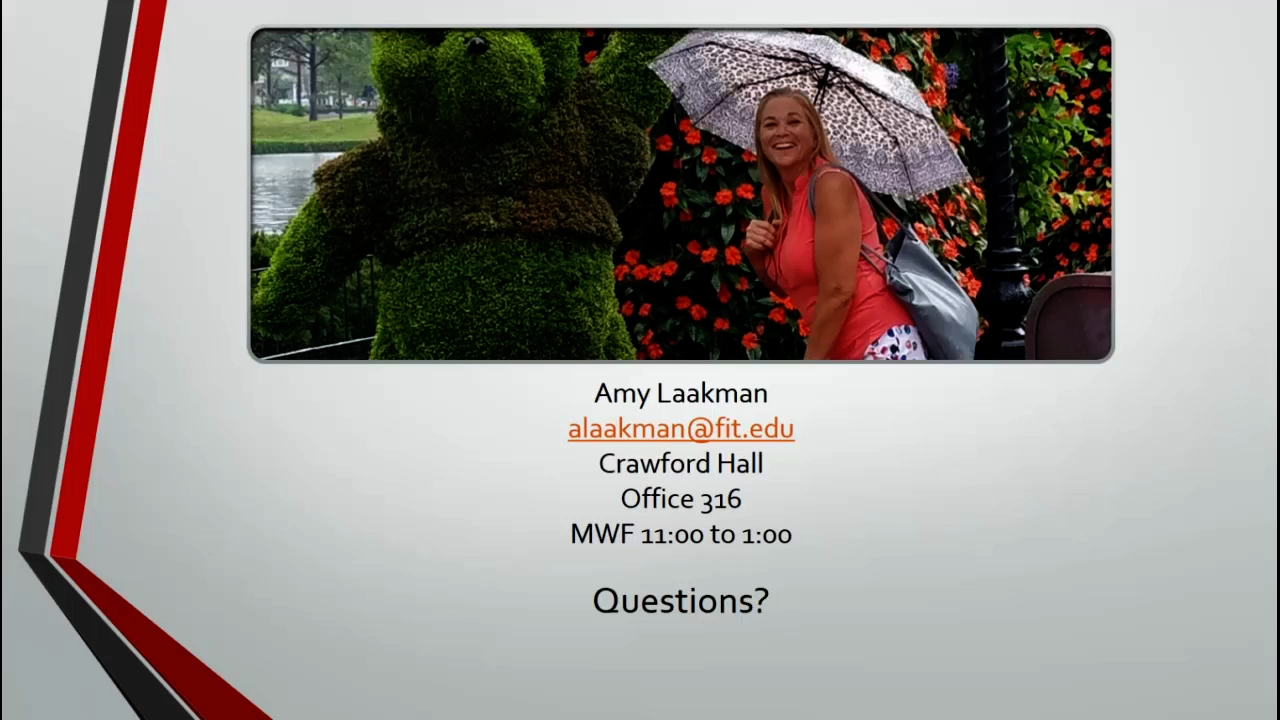 Amy Laakman
alaakman@fit.edu
Crawford Hall
Office 316
MWF 11:00 to 1:00
Questions?